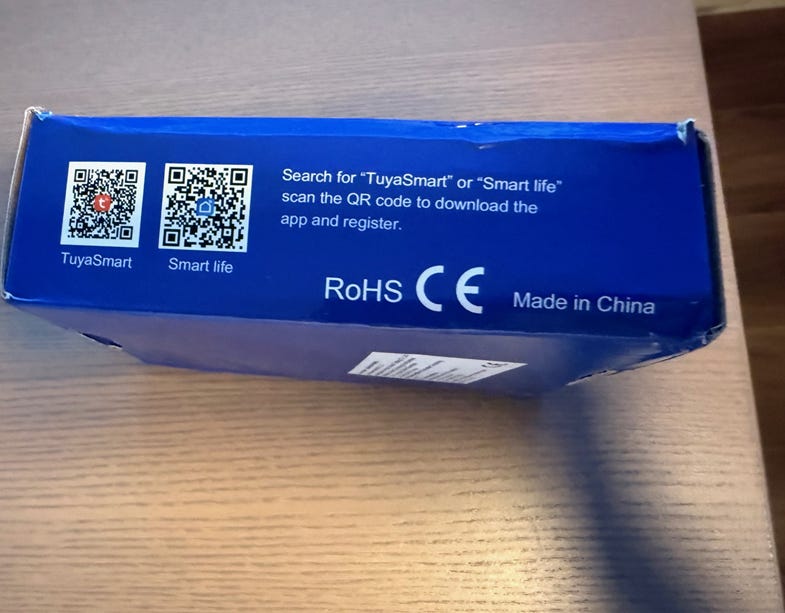 Search for “TuyaSmart” or “Smart life”
scan the QR code to download the
app and register.
TuyaSmart
Smart life
RoHS CE
Made in China